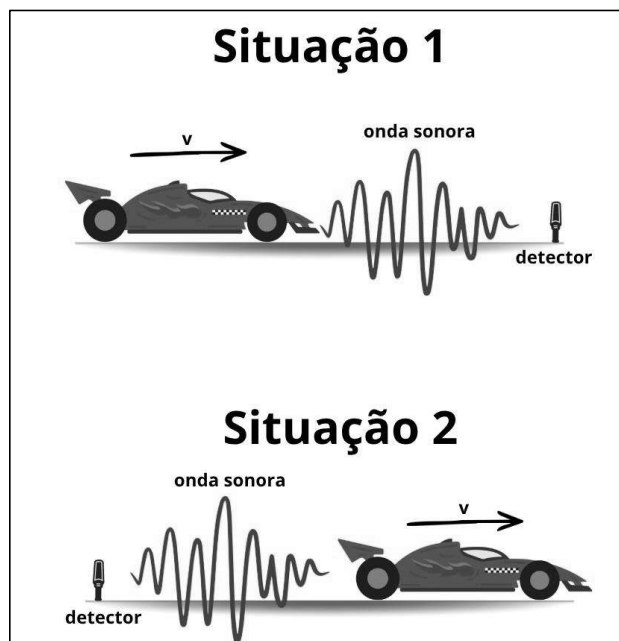 Situação 1
onda sonora
v
detector
Situação 2
onda sonora
v
detector